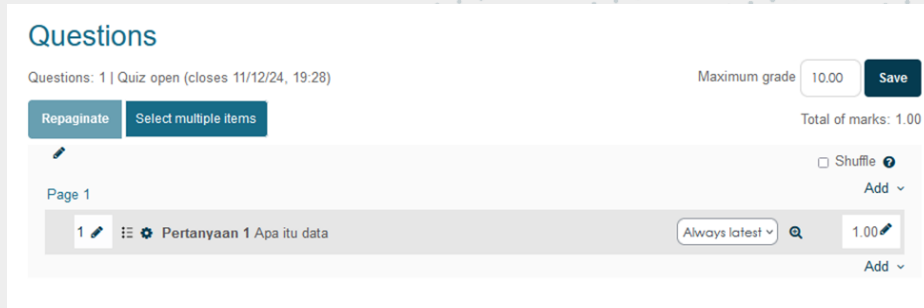 Questions
Questions: 1 | Quiz open (closes 11/12/24, 19:28)
Maximum grade 10.00 Save
Repaginate Select multiple items
Total of marks: 1.00
Shuffle
Page 1
Add
1 Pertanyaan 1 Apa itu data Always latest 1.00
Add